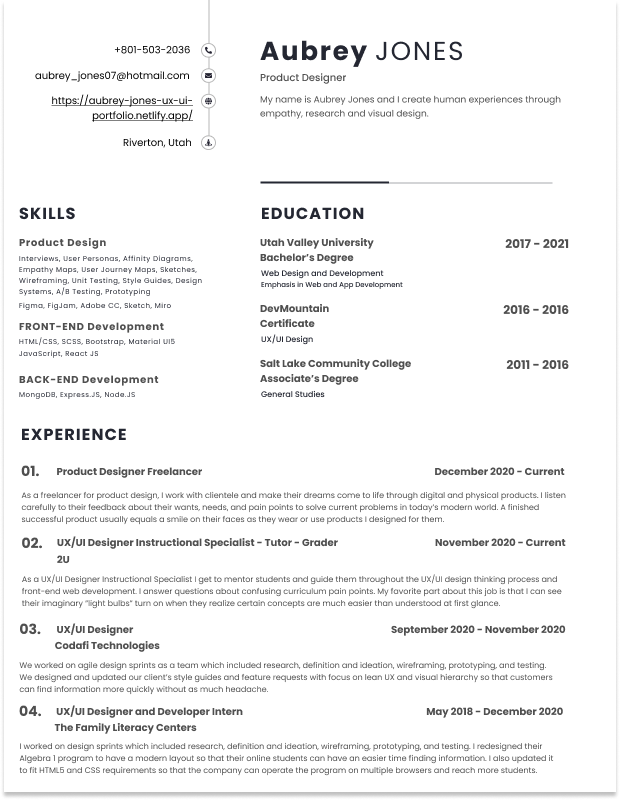 +801-503-2036
aubrey_jones07@hotmail.com
https://aubrey-jones-ux-ui-
portfolio.netlify.app/
Riverton, Utah
Aubrey JONES
Product Designer
My name is Aubrey Jones and I create human experiences through
empathy, research and visual design.
SKILLS
Product Design
Interviews, User Personas, Affinity Diagrams,
Empathy Maps, User Journey Maps, Sketches,
Wireframing, Unit Testing, Style Guides, Design
Systems, A/B Testing, Prototyping
Figma, FigJam, Adobe CC, Sketch, Miro
FRONT-END Development
HTML/CSS, SCSS, Bootstrap, Material UI5
JavaScript, React JS
BACK-END Development
MongoDB, Express.JS, Node.JS
EDUCATION
Utah Valley University 2017 - 2021
Bachelor’s Degree
Web Design and Development
Emphasis in Web and App Development
DevMountain 2016 - 2016
Certificate
UX/UI Design
Salt Lake Community College 2011 - 2016
Associate’s Degree
General Studies
EXPERIENCE
01. Product Designer Freelancer December 2020 - Current
As a freelancer for product design, I work with clientele and make their dreams come to life through digital and physical products. I listen
carefully to their feedback about their wants, needs, and pain points to solve current problems in today’s modern world. A finished
successful product usually equals a smile on their faces as they wear or use products I designed for them.
02. UX/UI Designer Instructional Specialist - Tutor - Grader November 2020 - Current
2U
As a UX/UI Designer Instructional Specialist I get to mentor students and guide them throughout the UX/UI design thinking process and
front-end web development. I answer questions about confusing curriculum pain points. My favorite part about this job is that I can see
their imaginary “light bulbs” turn on when they realize certain concepts are much easier than understood at first glance.
03. UX/UI Designer September 2020 - November 2020
Codafi Technologies
We worked on agile design sprints as a team which included research, definition and ideation, wireframing, prototyping, and testing.
We designed and updated our client’s style guides and feature requests with focus on lean UX and visual hierarchy so that customers
can find information more quickly without as much headache.
04. UX/UI Designer and Developer Intern May 2018 - December 2020
The Family Literacy Centers
I worked on design sprints which included research, definition and ideation, wireframing, prototyping, and testing. I redesigned their
Algebra 1 program to have a modern layout so that their online students can have an easier time finding information. I also updated it
to fit HTML5 and CSS requirements so that the company can operate the program on multiple browsers and reach more students.